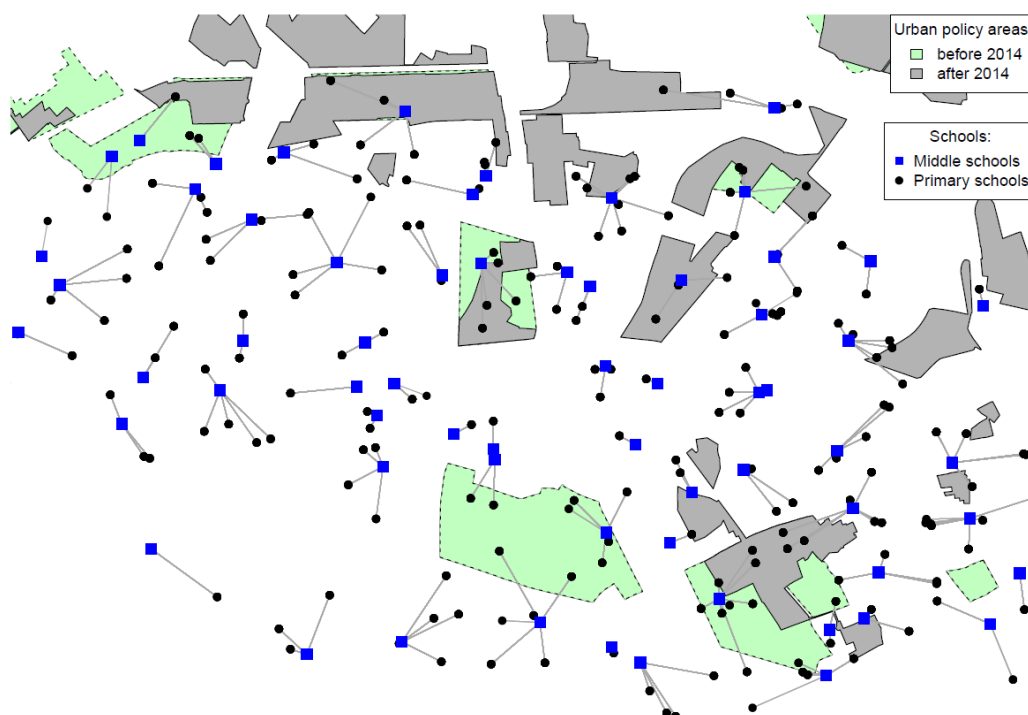 Urban policy areas
before 2014
after 2014
Schools:
Middle schools
Primary schools